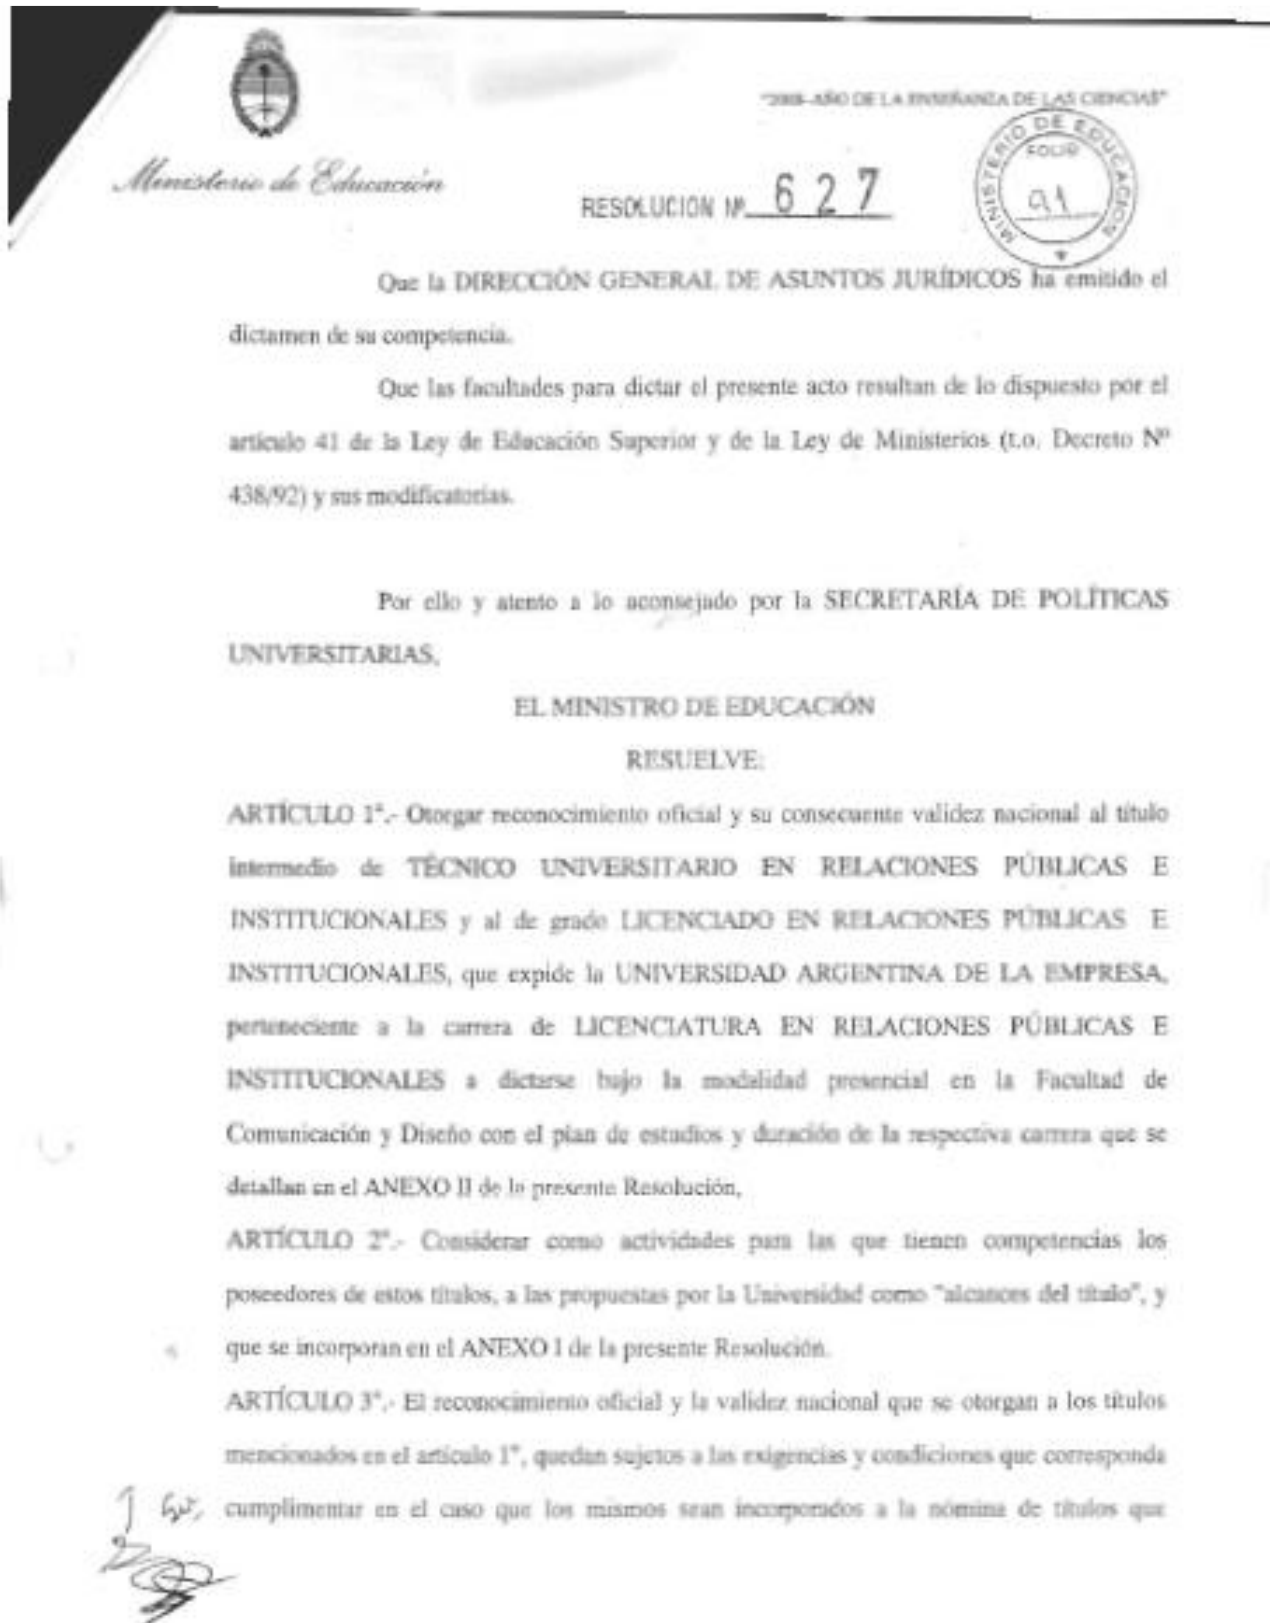 "2008-AÑO DE LA ENSEÑANZA DE LAS CIENCIAS"
Ministerio de Educación
RESOLUCION Nº 627
MINISTERIO DE EDUCACION
FOLIO
91
Que la DIRECCIÓN GENERAL DE ASUNTOS JURÍDICOS ha emitido el
dictamen de su competencia.
Que las facultades para dictar el presente acto resultan de lo dispuesto por el
artículo 41 de la Ley de Educación Superior y de la Ley de Ministerios (t.o. Decreto Nº
438/92) y sus modificatorias.
Por ello y atento a lo aconsejado por la SECRETARÍA DE POLÍTICAS
UNIVERSITARIAS,
EL MINISTRO DE EDUCACIÓN
RESUELVE:
ARTÍCULO 1º.- Otorgar reconocimiento oficial y su consecuente validez nacional al título
intermedio de TÉCNICO UNIVERSITARIO EN RELACIONES PÚBLICAS E
INSTITUCIONALES y al de grado LICENCIADO EN RELACIONES PÚBLICAS E
INSTITUCIONALES, que expide la UNIVERSIDAD ARGENTINA DE LA EMPRESA,
perteneciente a la carrera de LICENCIATURA EN RELACIONES PÚBLICAS E
INSTITUCIONALES a dictarse bajo la modalidad presencial en la Facultad de
Comunicación y Diseño con el plan de estudios y duración de la respectiva carrera que se
detallan en el ANEXO II de la presente Resolución,
ARTÍCULO 2º.- Considerar como actividades para las que tienen competencias los
poseedores de estos títulos, a las propuestas por la Universidad como "alcances del título", y
que se incorporan en el ANEXO I de la presente Resolución.
ARTÍCULO 3º.- El reconocimiento oficial y la validez nacional que se otorgan a los títulos
mencionados en el artículo 1º, quedan sujetos a las exigencias y condiciones que corresponda
cumplimentar en el caso que los mismos sean incorporados a la nómina de títulos que